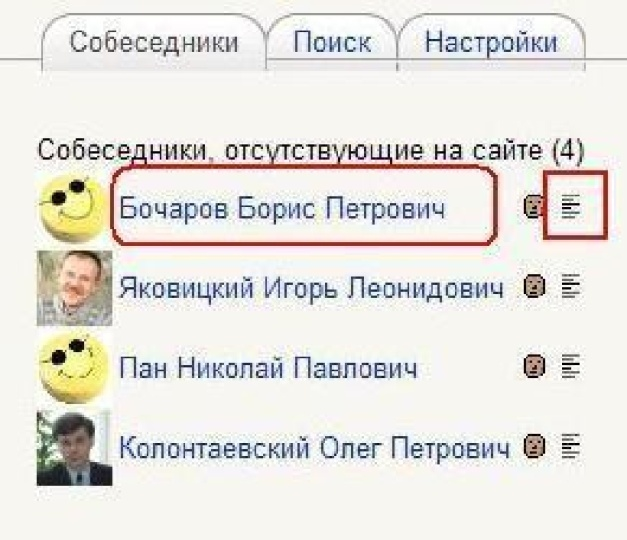 Собеседники Поиск Настройки
Собеседники, отсутствующие на сайте (4)
Бочаров Борис Петрович
Яковицкий Игорь Леонидович
Пан Николай Павлович
Колонтаевский Олег Петрович